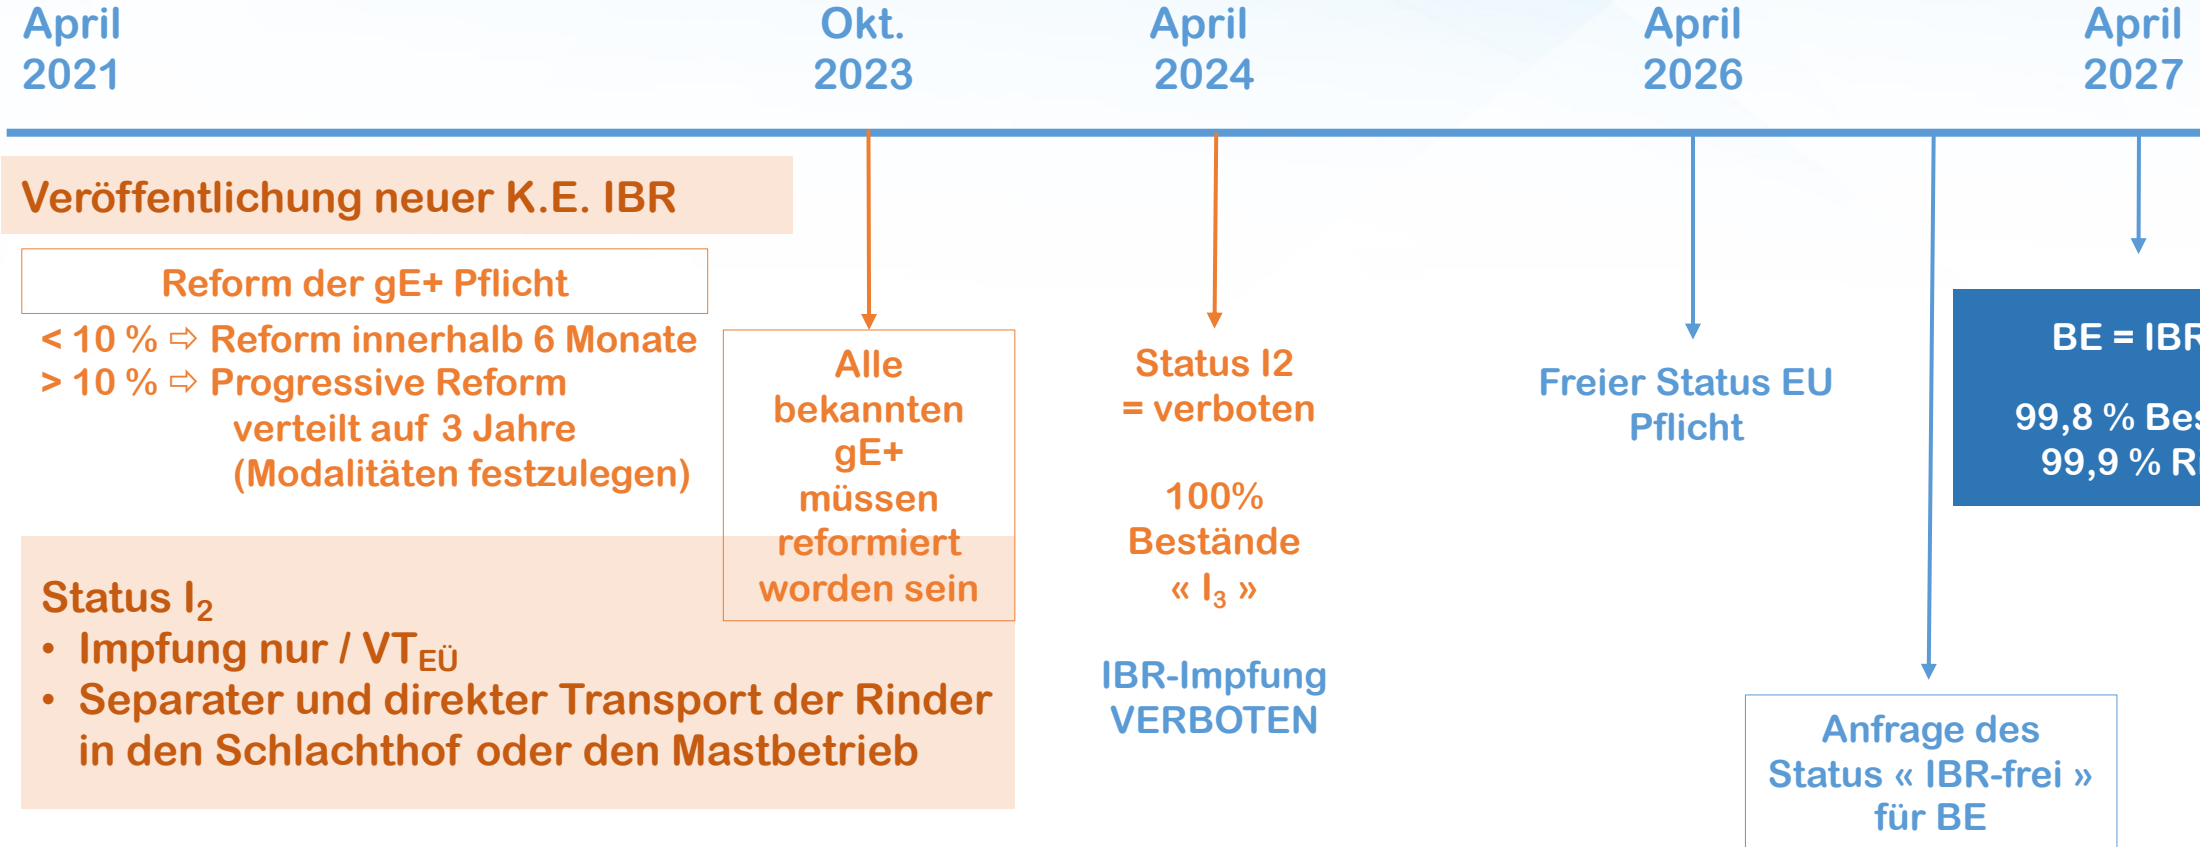 April
2021
Okt.
2023
April
2024
April
2026
April
2027
Veröffentlichung neuer K.E. IBR
Reform der gE+ Pflicht
< 10 % ⇨ Reform innerhalb 6 Monate
> 10 % ⇨ Progressive Reform
verteilt auf 3 Jahre
(Modalitäten festzulegen)
Status I₂
• Impfung nur / VT EÜ
• Separater und direkter Transport der Rinder
in den Schlachthof oder den Mastbetrieb
Alle
bekannten
gE+
müssen
reformiert
worden sein
Status I2
= verboten
100%
Bestände
« I₃ »
IBR-Impfung
VERBOTEN
Freier Status EU
Pflicht
Anfrage des
Status « IBR-frei »
für BE
BE = IBR
99,8 %
99,9 %